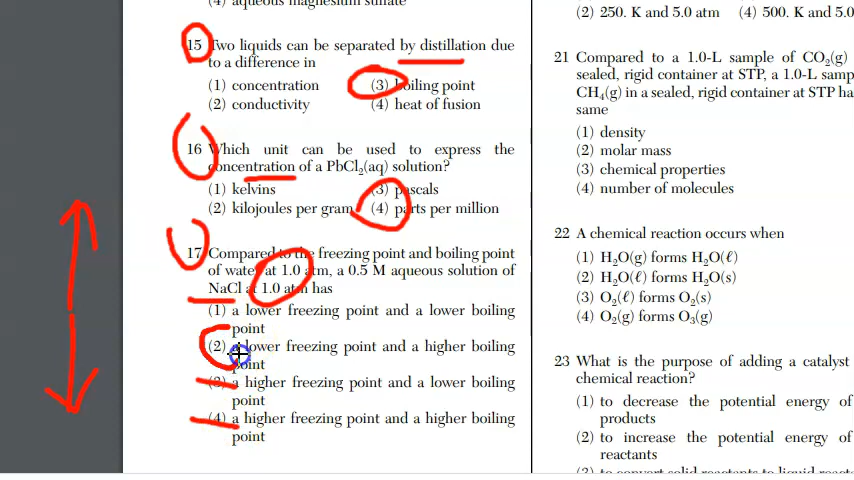 (4) aqueous magnesium sulfate
15 Two liquids can be separated by distillation due
to a difference in
(1) concentration (3) boiling point
(2) conductivity (4) heat of fusion
16 Which unit can be used to express the
concentration of a PbCl₂(aq) solution?
(1) kelvins (3) pascals
(2) kilojoules per gram (4) parts per million
17 Compared to the freezing point and boiling point
of water at 1.0 atm, a 0.5 M aqueous solution of
NaCl at 1.0 atm has
(1) a lower freezing point and a lower boiling
point
(2) a lower freezing point and a higher boiling
point
(3) a higher freezing point and a lower boiling
point
(4) a higher freezing point and a higher boiling
point
(2) 250. K and 5.0 atm (4) 500. K and 5.0
21 Compared to a 1.0-L sample of CO₂(g)
sealed, rigid container at STP, a 1.0-L samp
CH₄(g) in a sealed, rigid container at STP ha
same
(1) density
(2) molar mass
(3) chemical properties
(4) number of molecules
22 A chemical reaction occurs when
(1) H₂O(g) forms H₂O(ℓ)
(2) H₂O(ℓ) forms H₂O(s)
(3) O₂(ℓ) forms O₂(s)
(4) O₂(g) forms O₃(g)
23 What is the purpose of adding a catalyst
chemical reaction?
(1) to decrease the potential energy of
products
(2) to increase the potential energy of
reactants
(3) to convert solid reactants to liquid